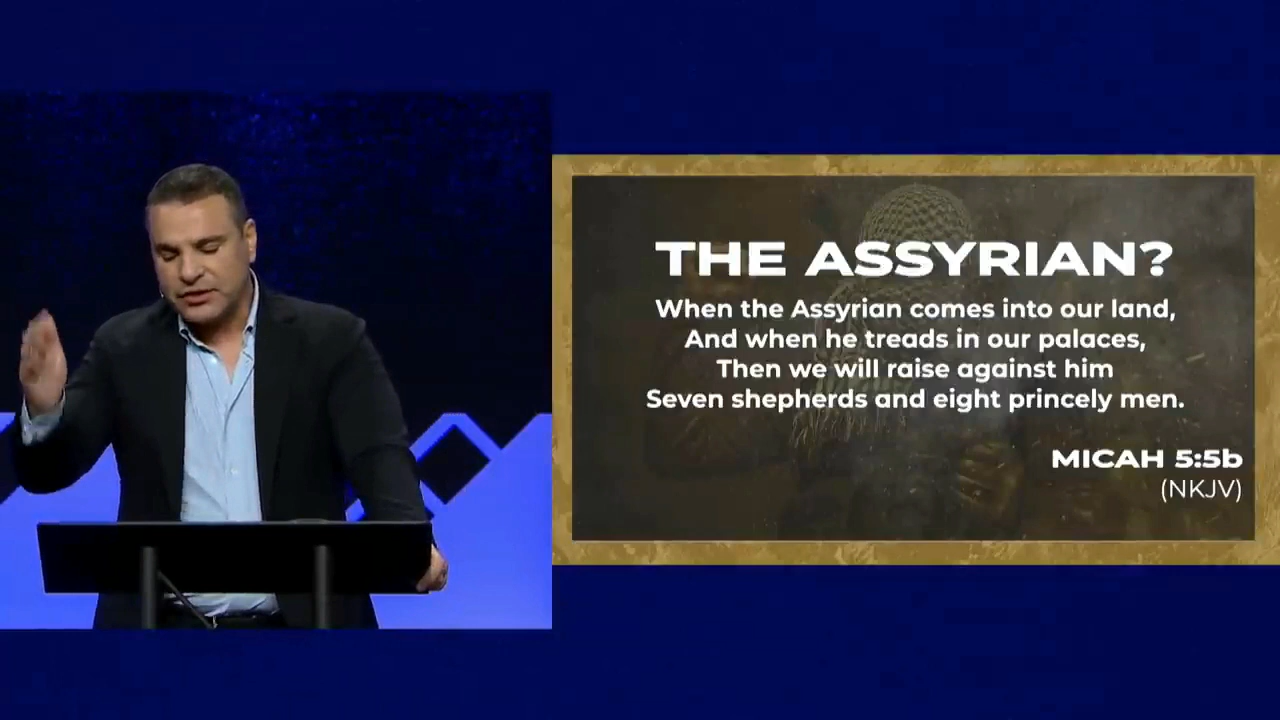 THE ASSYRIAN?
When the Assyrian comes into our land,
And when he treads in our palaces,
Then we will raise against him
Seven shepherds and eight princely men.
MICAH 5:5b
(NKJV)